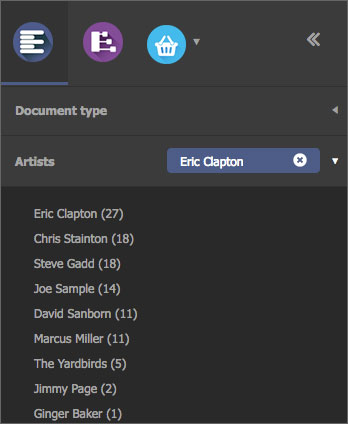 Document type
Artists Eric Clapton
Eric Clapton (27)
Chris Stainton (18)
Steve Gadd (18)
Joe Sample (14)
David Sanborn (11)
Marcus Miller (11)
The Yardbirds (5)
Jimmy Page (2)
Ginger Baker (1)